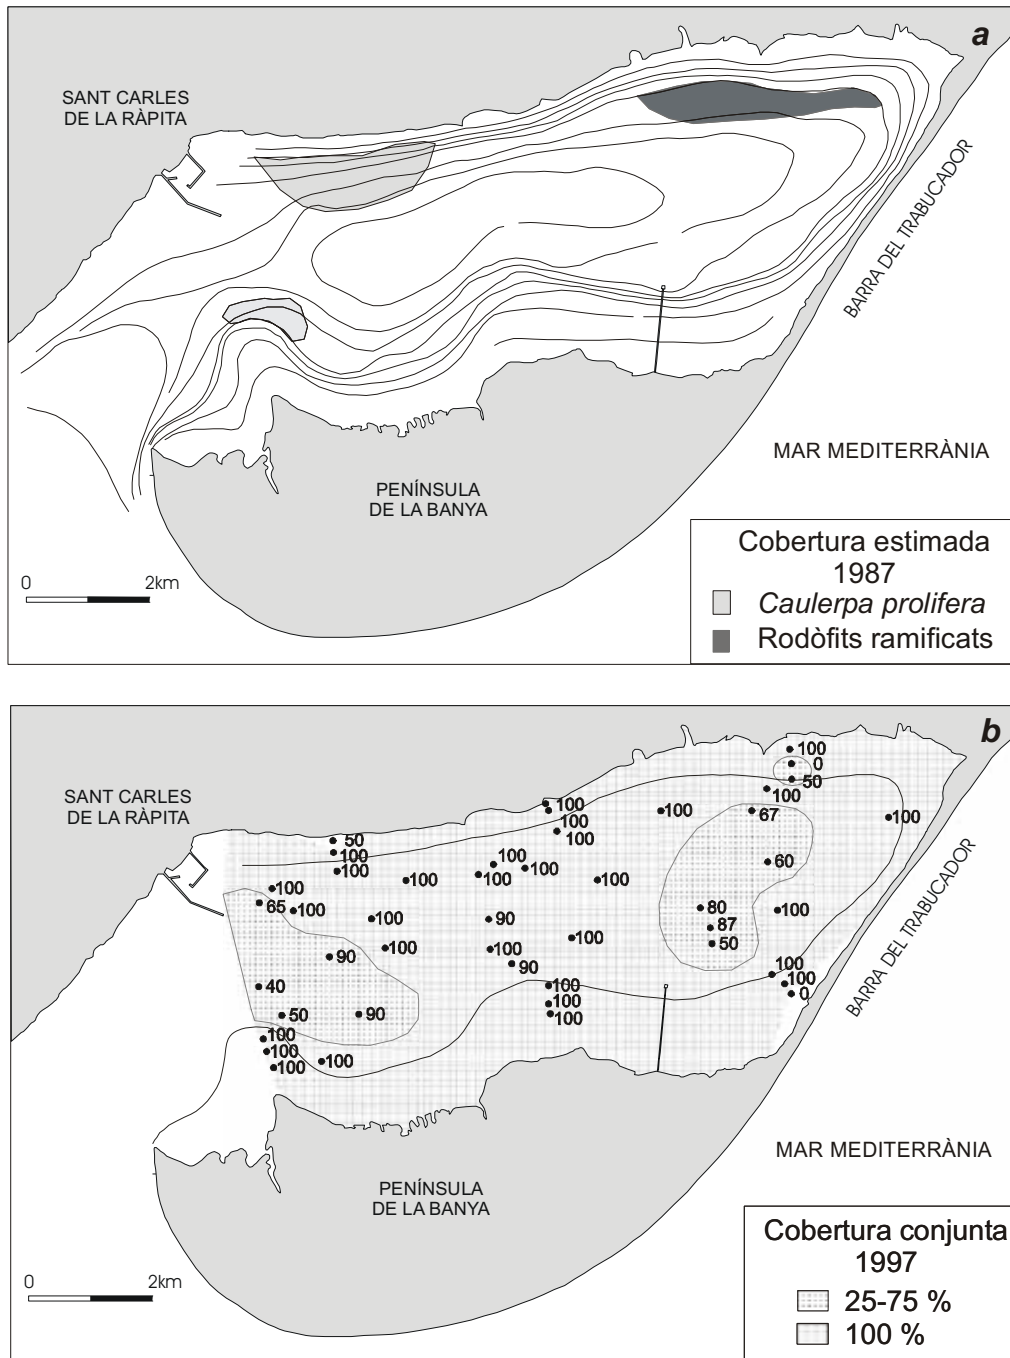 a
SANT CARLES
DE LA RÀPITA
BARRA DEL TRABUCADOR
MAR MEDITERRÀNIA
PENÍNSULA
DE LA BANYA
0 2km
Cobertura estimada
1987
Caulerpa prolifera
Rodòfits ramificats
b
100
0
50
100
SANT CARLES
DE LA RÀPITA
100
100
67
100
100
100
50
100
100
100
100
100
100
100
60
100
65
100
100
90
80
100
87
100
100
100
50
90
90
100
40
100
100
0
50
90
100
100
100
100
100
100
BARRA DEL TRABUCADOR
MAR MEDITERRÀNIA
PENÍNSULA
DE LA BANYA
0 2km
Cobertura conjunta
1997
25-75 %
100 %